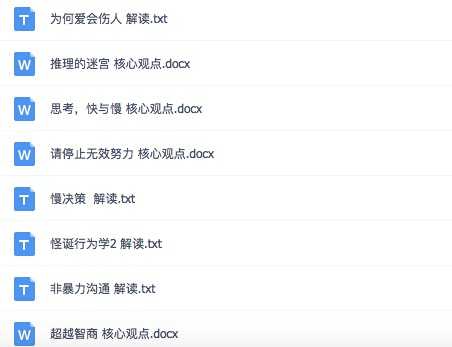 为何爱会伤人 解读.txt
推理的迷宫 核心观点.docx
思考，快与慢 核心观点.docx
请停止无效努力 核心观点.docx
慢决策  解读.txt
怪诞行为学2 解读.txt
非暴力沟通 解读.txt
超越智商 核心观点.docx